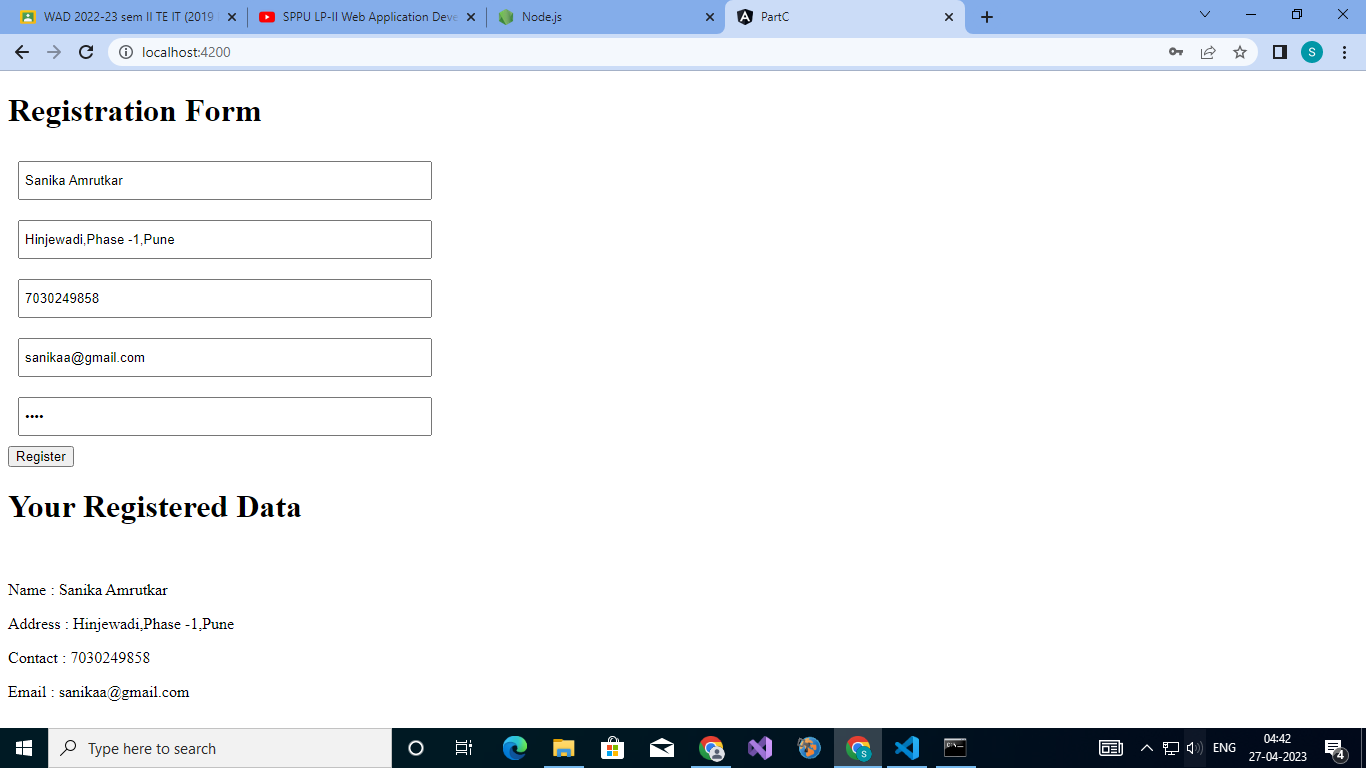 WAD 2022-23 sem II TE IT (2019
SPPU LP-II Web Application Deve
Node.js
PartC
localhost:4200
S
Registration Form
Sanika Amrutkar
Hinjewadi,Phase -1,Pune
7030249858
sanikaa@gmail.com
••••
Register
Your Registered Data
Name : Sanika Amrutkar
Address : Hinjewadi,Phase -1,Pune
Contact : 7030249858
Email : sanikaa@gmail.com
Type here to search
S
ENG
04:42
27-04-2023
4